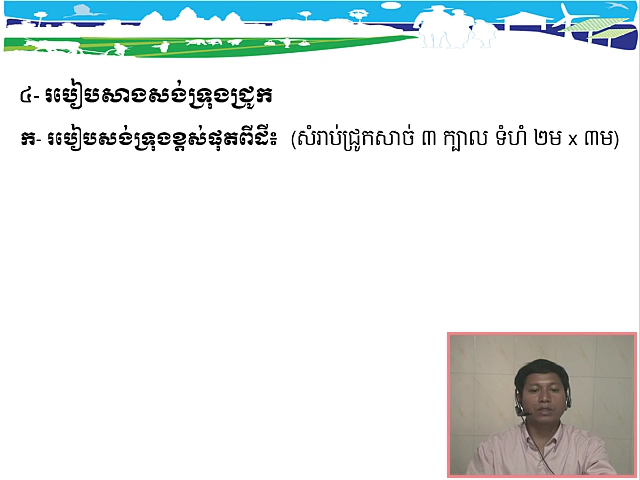 ៤- របៀបសាងសង់ទ្រុងជ្រូក
ក- របៀបសង់ទ្រុងខ្ពស់ផុតពីដី៖ (សំរាប់ជ្រូកសាច់ ៣ ក្បាល ទំហំ ២ម x ៣ម)